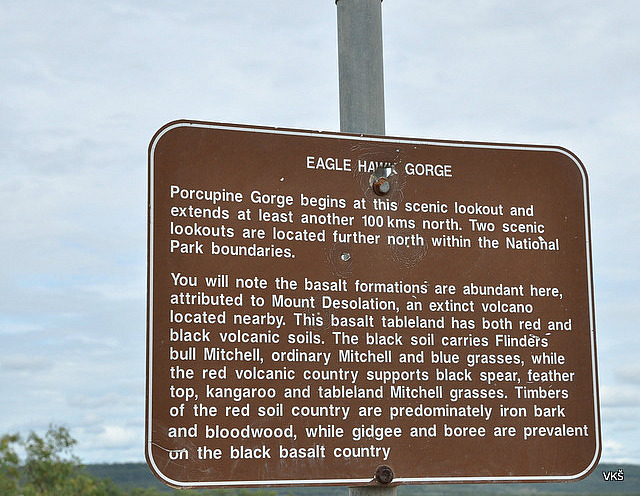 EAGLE HAWK GORGE
Porcupine Gorge begins at this scenic lookout and
extends at least another 100 kms north. Two scenic
lookouts are located further north within the National
Park boundaries.
You will note the basalt formations are abundant here,
attributed to Mount Desolation, an extinct volcano
located nearby. This basalt tableland has both red and
black volcanic soils. The black soil carries Flinders
bull Mitchell, ordinary Mitchell and blue grasses, while
the red volcanic country supports black spear, feather
top, kangaroo and tableland Mitchell grasses. Timbers
of the red soil country are predominately iron bark
and bloodwood, while gidgee and boree are prevalent
on the black basalt country
VKŠ